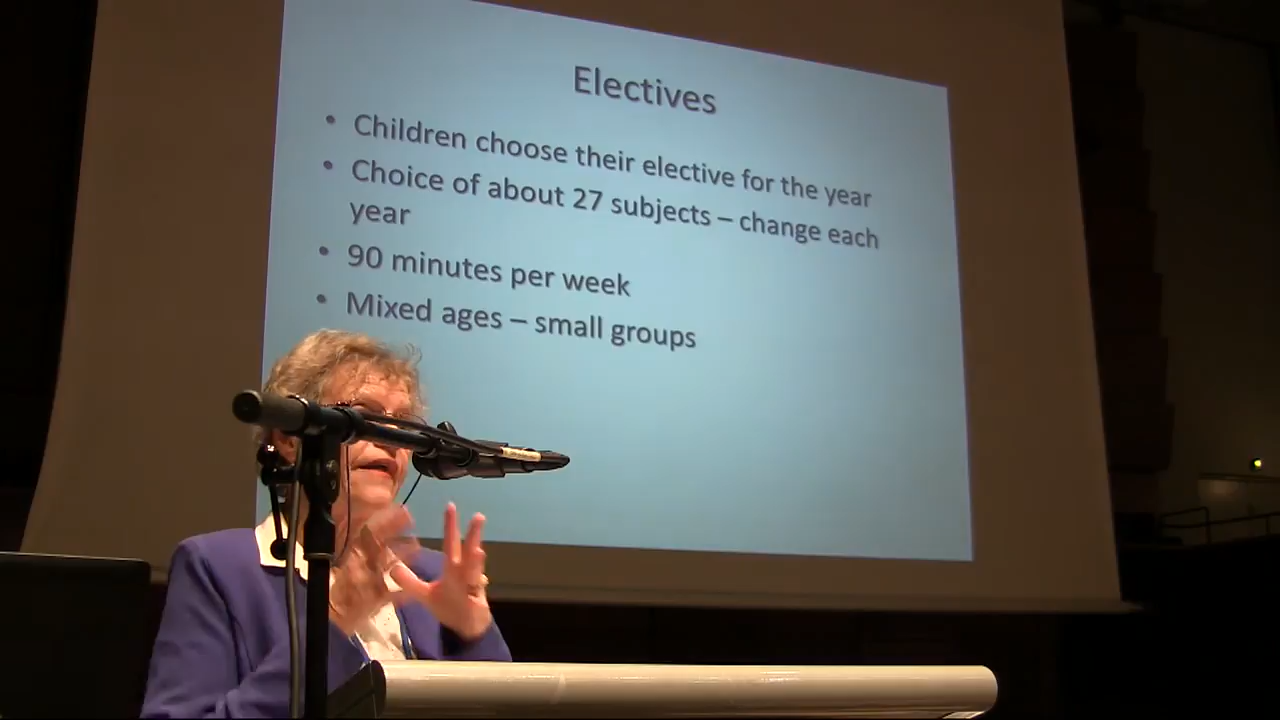 Electives
• Children choose their elective for the year
• Choice of about 27 subjects – change each
year
• 90 minutes per week
• Mixed ages – small groups